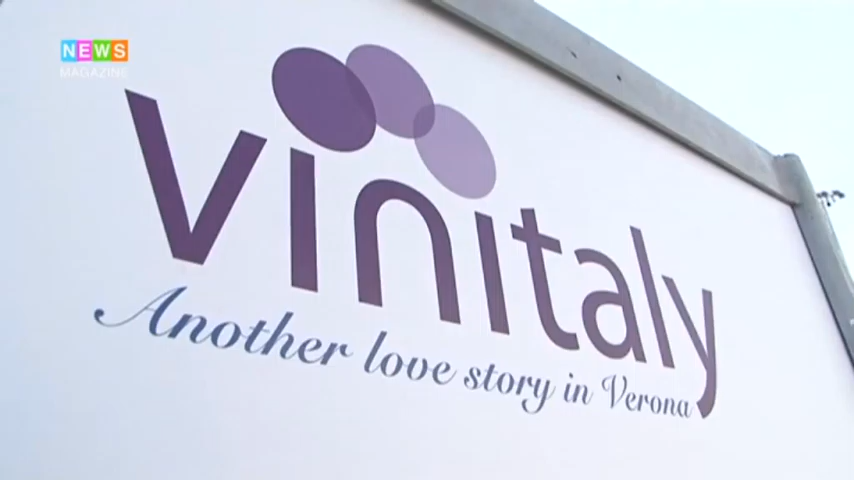 NEWS
MAGAZINE
vinitaly
Another love story in Verona